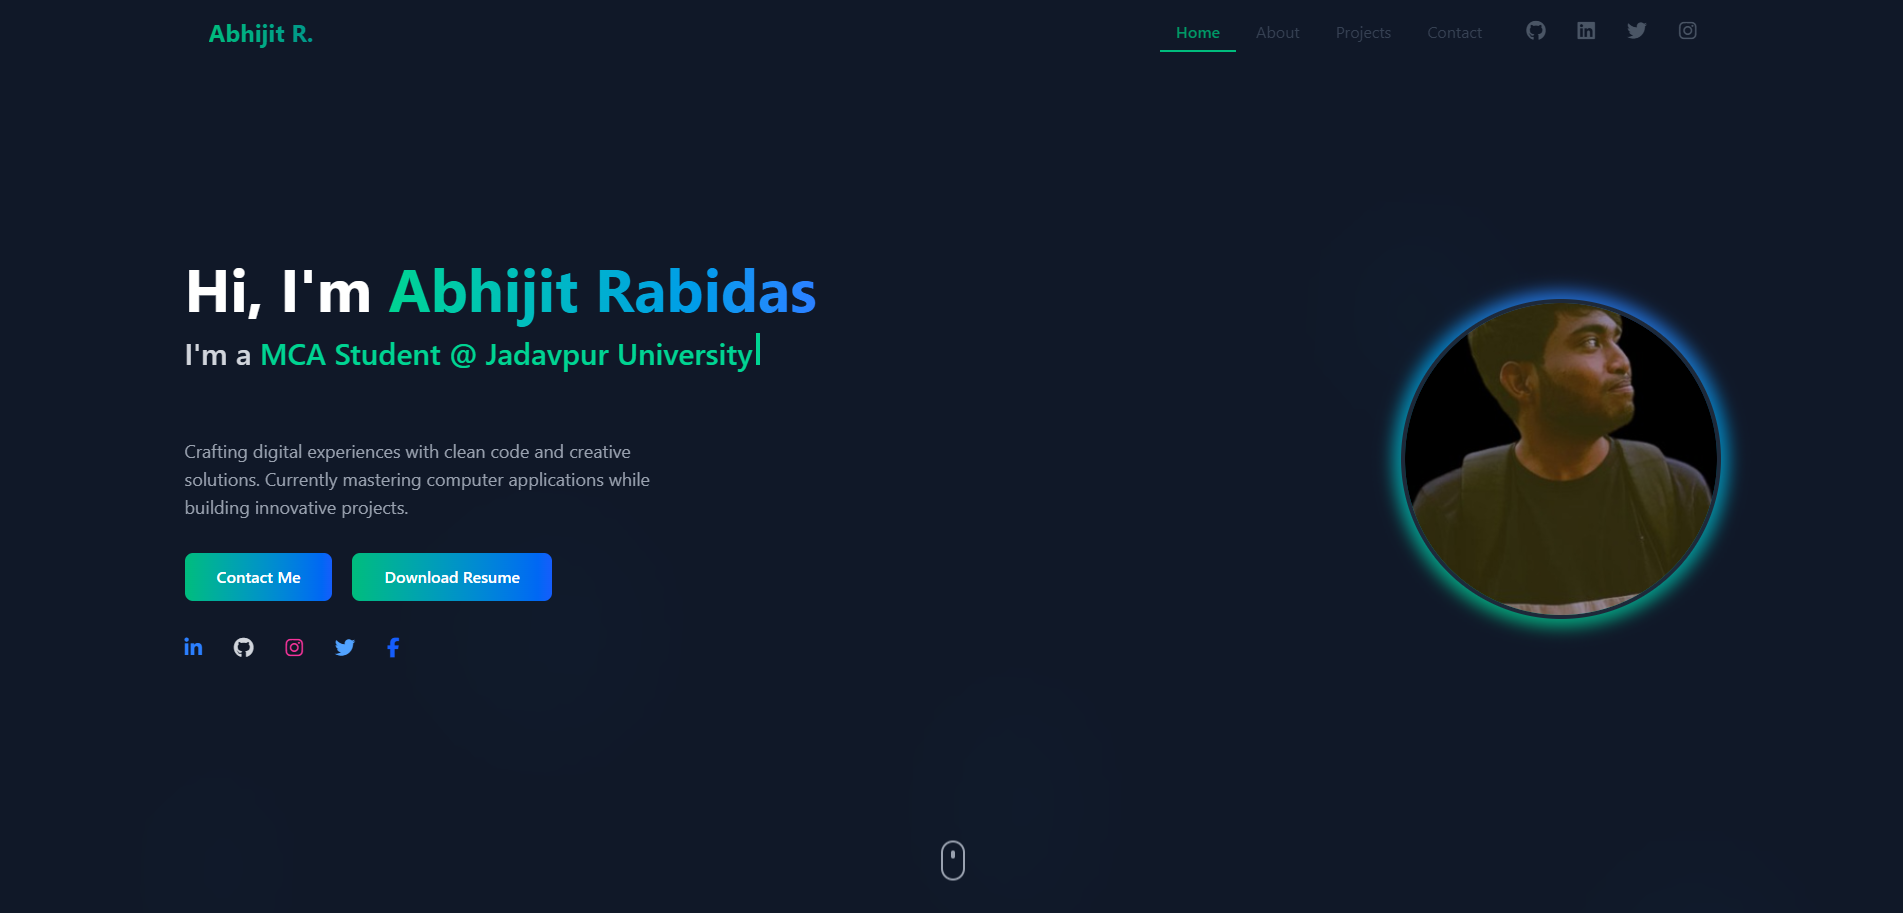 Abhijit R.
Home
About
Projects
Contact
Hi, I'm Abhijit Rabidas
I'm a MCA Student @ Jadavpur University
Crafting digital experiences with clean code and creative
solutions. Currently mastering computer applications while
building innovative projects.
Contact Me
Download Resume